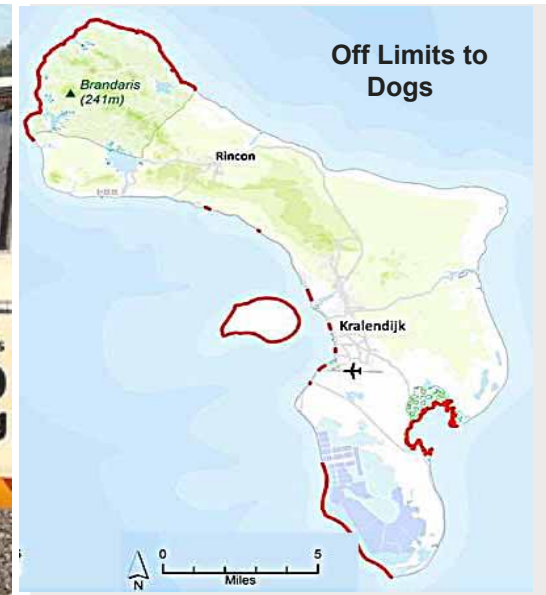 Off Limits to
Dogs
Brandaris
(241m)
Rincon
Kralendijk
0 5
Miles
N